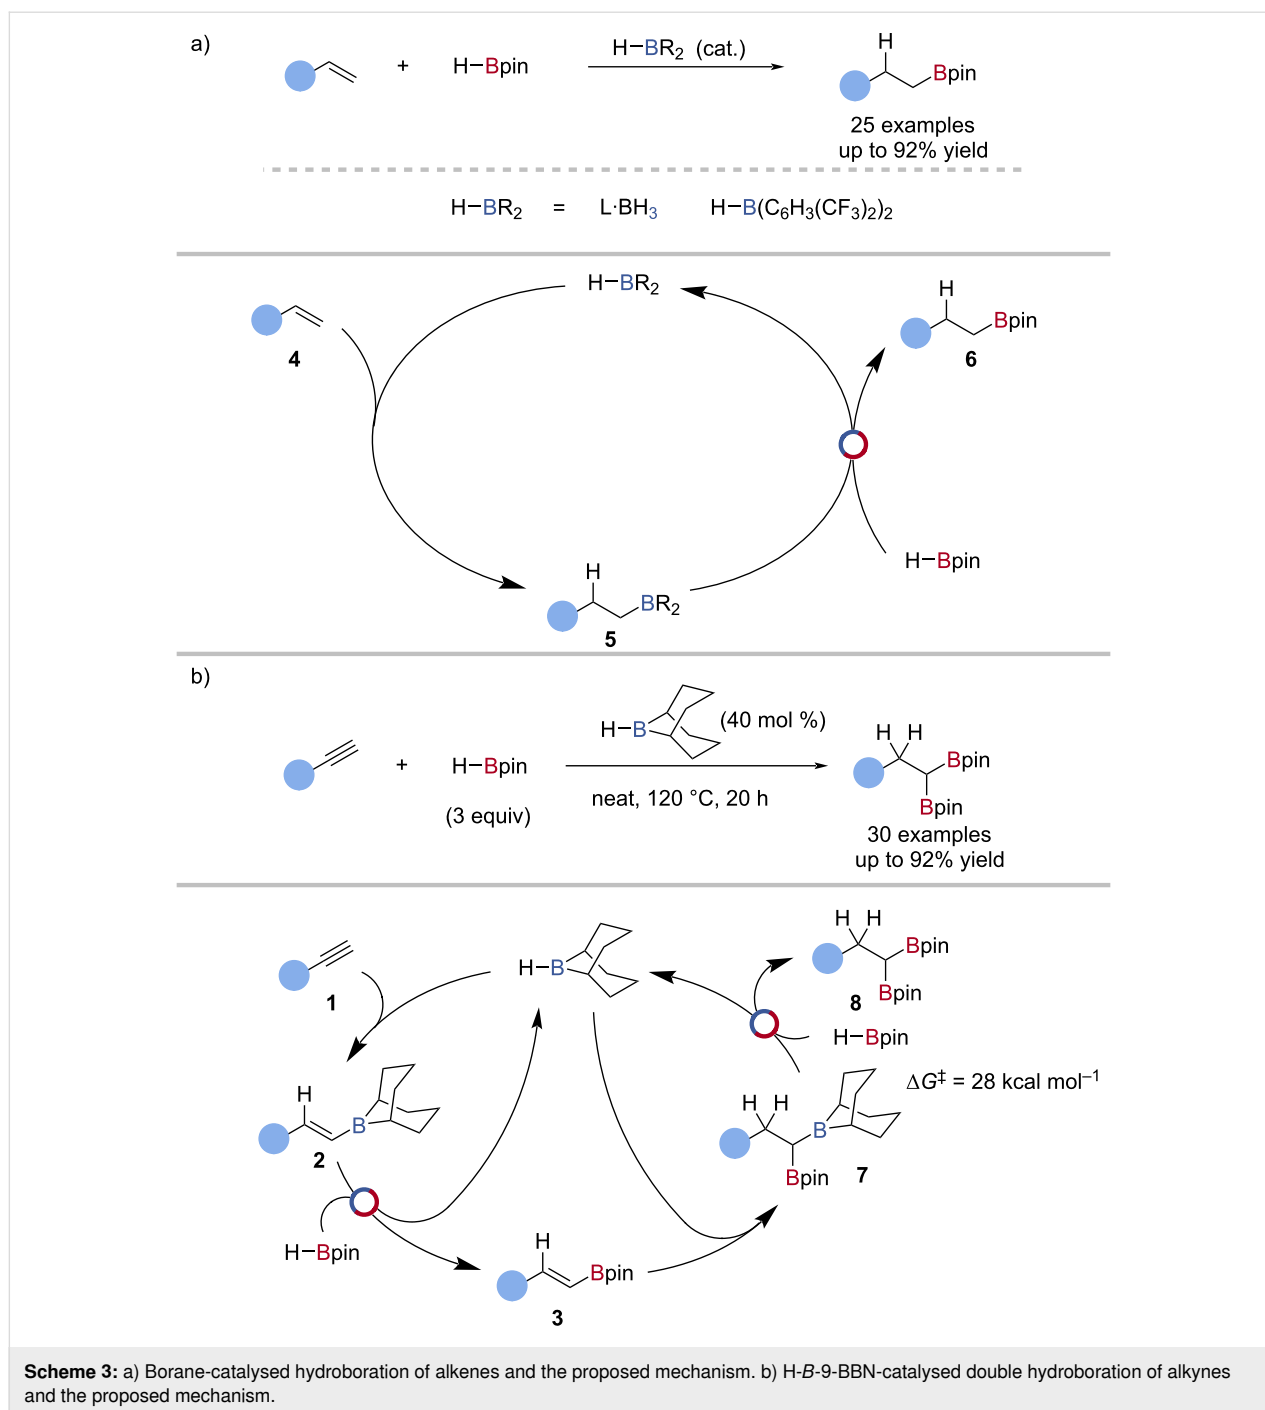 a)
+
H–Bpin
H–BR₂ (cat.)
H
Bpin
25 examples
up to 92% yield
H–BR₂ = L·BH₃ H–B(C₆H₃(CF₃)₂)₂
H–BR₂
4
H
Bpin
6
H–Bpin
H
BR₂
5
b)
+
H–Bpin
(3 equiv)
H–B
(40 mol %)
neat, 120 °C, 20 h
H H
Bpin
Bpin
30 examples
up to 92% yield
1
H–B
H H
Bpin
Bpin
8
H–Bpin
ΔG‡ = 28 kcal mol⁻¹
H
B
2
H H
B
Bpin
7
H–Bpin
H
Bpin
3
Scheme 3: a) Borane-catalysed hydroboration of alkenes and the proposed mechanism. b) H-B-9-BBN-catalysed double hydroboration of alkynes
and the proposed mechanism.